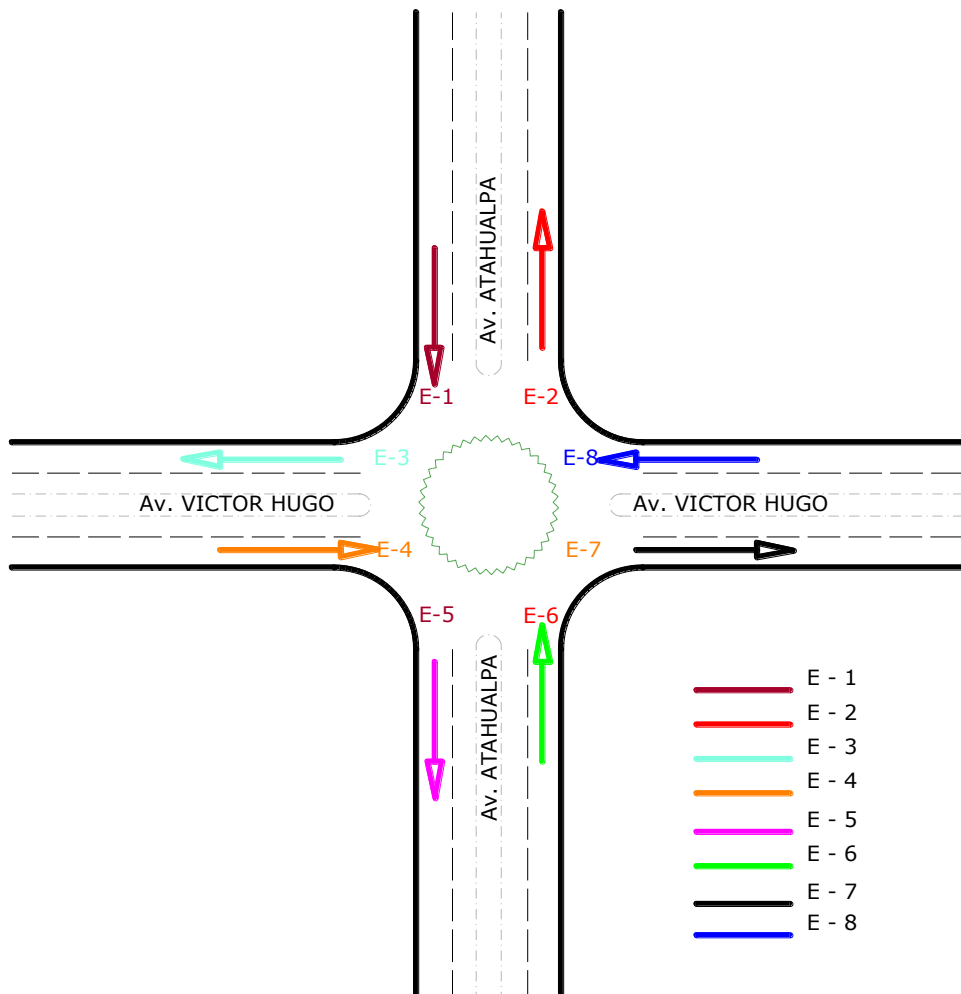 Av. ATAHUALPA
E-1
E-2
E-3
E-8
Av. VICTOR HUGO
Av. VICTOR HUGO
E-4
E-7
E-5
E-6
Av. ATAHUALPA
E - 1
E - 2
E - 3
E - 4
E - 5
E - 6
E - 7
E - 8